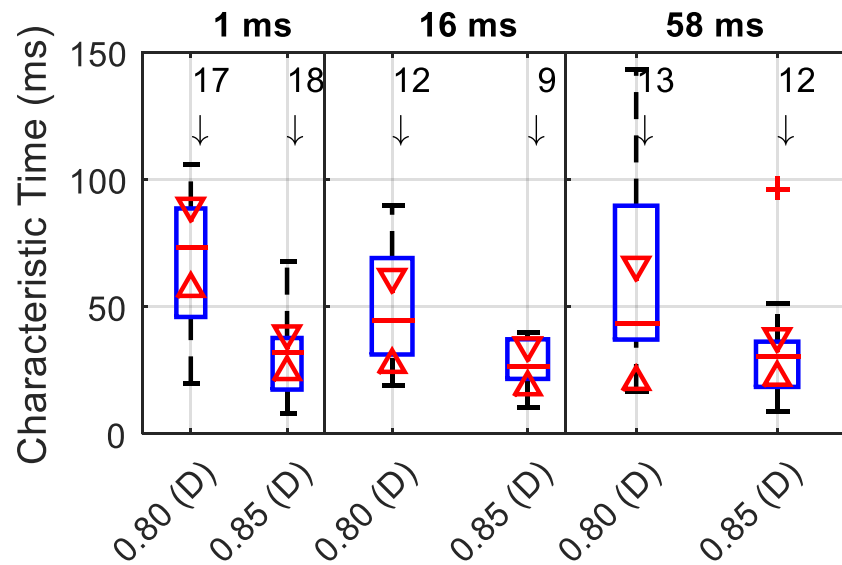 1 ms 16 ms 58 ms
Characteristic Time (ms)
150
100
50
0
17 18 12 9 13 12
0.80 (D) 0.85 (D) 0.80 (D) 0.85 (D) 0.80 (D) 0.85 (D)